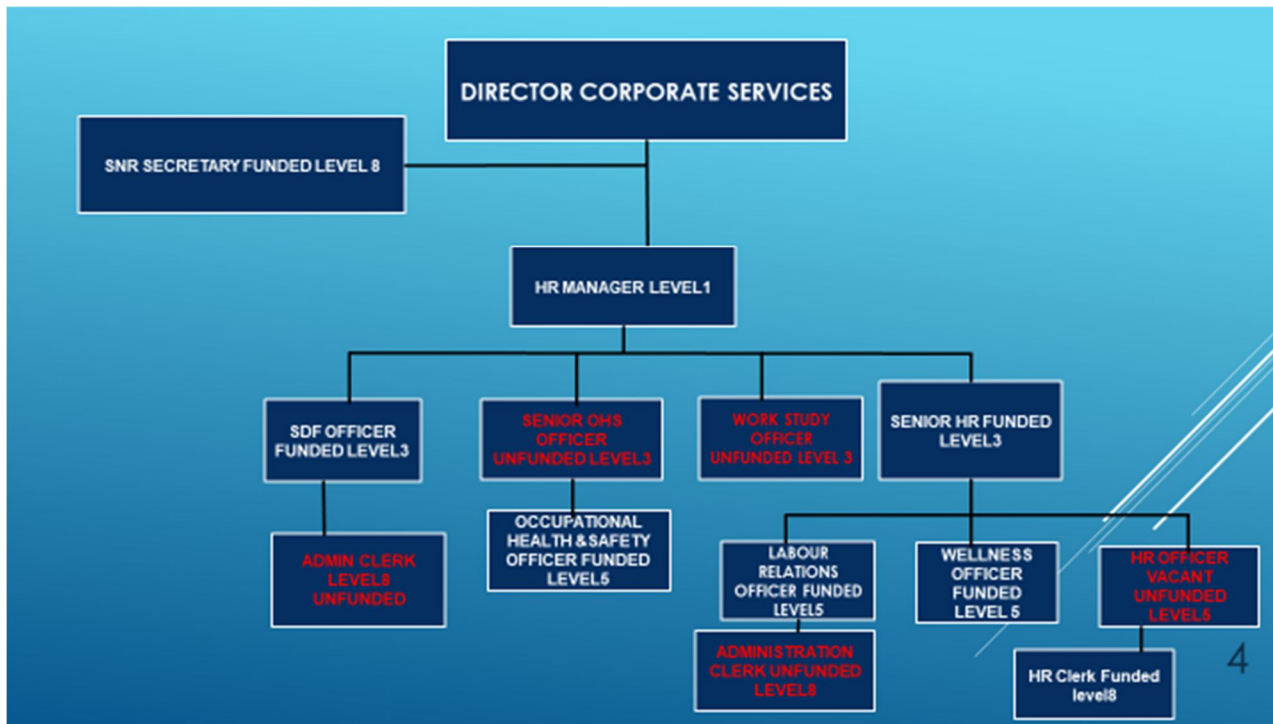 DIRECTOR CORPORATE SERVICES
SNR SECRETARY FUNDED LEVEL 8
HR MANAGER LEVEL1
SDF OFFICER
FUNDED LEVEL3
SENIOR OHS
OFFICER
UNFUNDED LEVEL3
WORK STUDY
OFFICER
UNFUNDED LEVEL 3
SENIOR HR FUNDED
LEVEL3
ADMIN CLERK
LEVEL8
UNFUNDED
OCCUPATIONAL
HEALTH &SAFETY
OFFICER FUNDED
LEVEL5
LABOUR
RELATIONS
OFFICER FUNDED
LEVEL5
WELLNESS
OFFICER
FUNDED
LEVEL 5
HR OFFICER
VACANT
UNFUNDED
LEVEL5
ADMINISTRATION
CLERK UNFUNDED
LEVEL8
HR Clerk Funded
level8
4